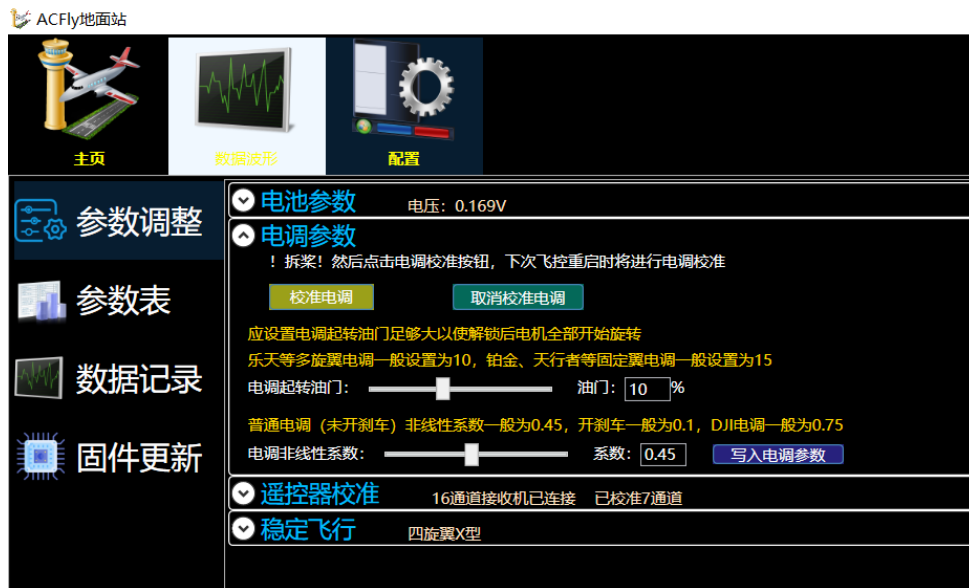 ACFly地面站
主页 数据波形 配置
参数调整
参数表
数据记录
固件更新
电池参数 电压：0.169V
电调参数
！拆桨！然后点击电调校准按钮，下次飞控重启时将进行电调校准
校准电调 取消校准电调
应设置电调起转油门足够大以使解锁后电机全部开始旋转
乐天等多旋翼电调一般设置为10，铂金、天行者等固定翼电调一般设置为15
电调起转油门： 油门：10%
普通电调（未开刹车）非线性系数一般为0.45，开刹车一般为0.1，DJI电调一般为0.75
电调非线性系数： 系数：0.45 写入电调参数
遥控器校准 16通道接收机已连接 已校准7通道
稳定飞行 四旋翼X型